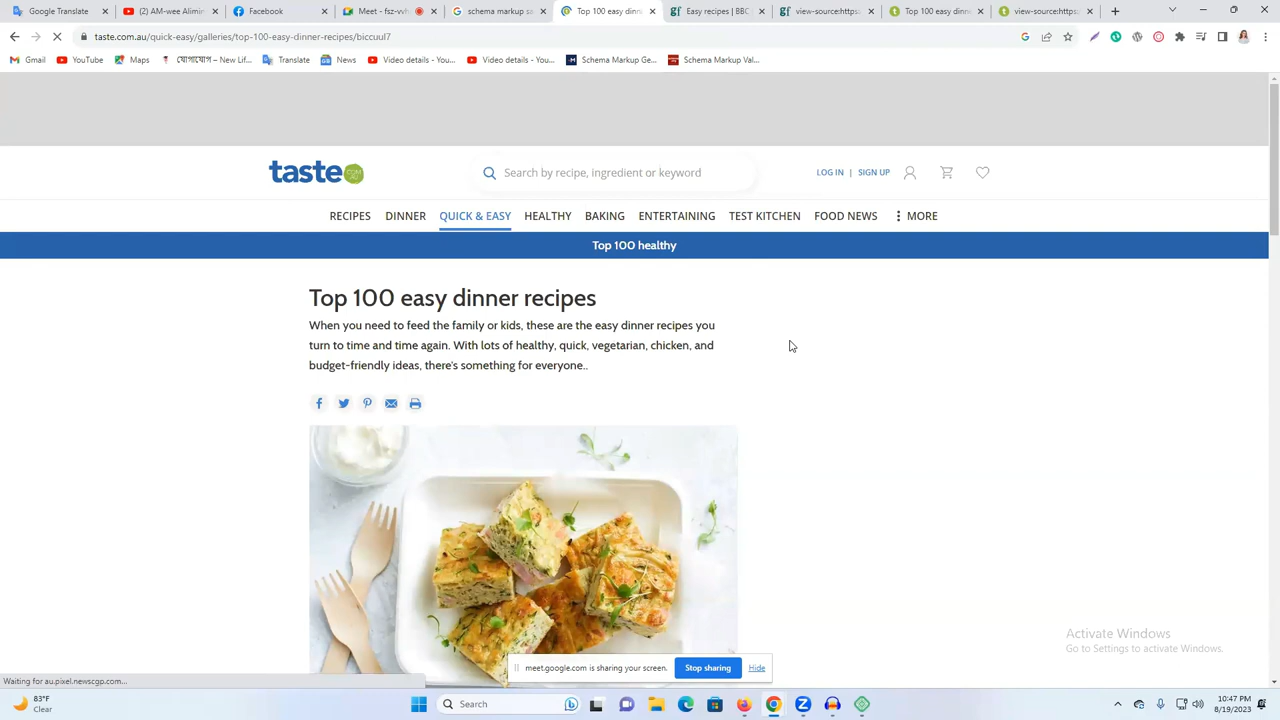 Google Translate
AM-wee Alimin
Facebook
Meet - fsz-vvh
schema markup sa
Top 100 easy dinn
Easy recipes | BBC
view-source:https
Top 100 easy dinn
view-source:https
taste.com.au/quick-easy/galleries/top-100-easy-dinner-recipes/biccuul7
Gmail
YouTube
Maps
যোগাযোগ – New Lif...
Translate
News
Video details - You...
Video details - You...
Schema Markup Ge...
Schema Markup Val...
taste.COM.AU
Search by recipe, ingredient or keyword
LOG IN | SIGN UP
RECIPES DINNER QUICK & EASY HEALTHY BAKING ENTERTAINING TEST KITCHEN FOOD NEWS MORE
Top 100 healthy
Top 100 easy dinner recipes
When you need to feed the family or kids, these are the easy dinner recipes you
turn to time and time again. With lots of healthy, quick, vegetarian, chicken, and
budget-friendly ideas, there's something for everyone..
Activate Windows
Go to Settings to activate Windows.
meet.google.com is sharing your screen.
Stop sharing
Hide
Waiting for au.pixel.newscgp.com...
83°F
Clear
Search
10:47 PM
8/19/2023